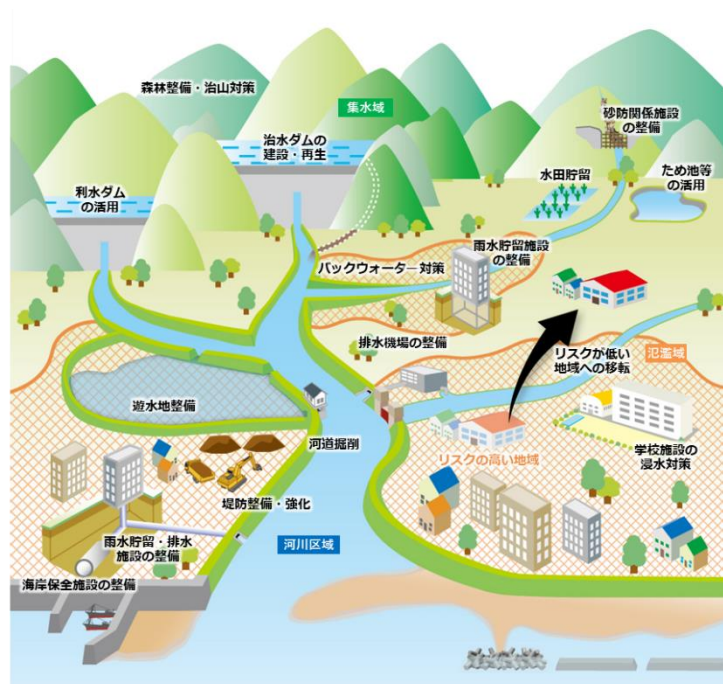 森林整備・治山対策
集水域
砂防関係施設
の整備
治水ダムの
建設・再生
水田貯留
ため池等
の活用
利水ダム
の活用
雨水貯留施設
の整備
バックウォーター対策
排水機場の整備
リスクが低い
地域への移転
氾濫域
遊水地整備
河道掘削
リスクの高い地域
学校施設の
浸水対策
堤防整備・強化
雨水貯留・排水
施設の整備
河川区域
海岸保全施設の整備